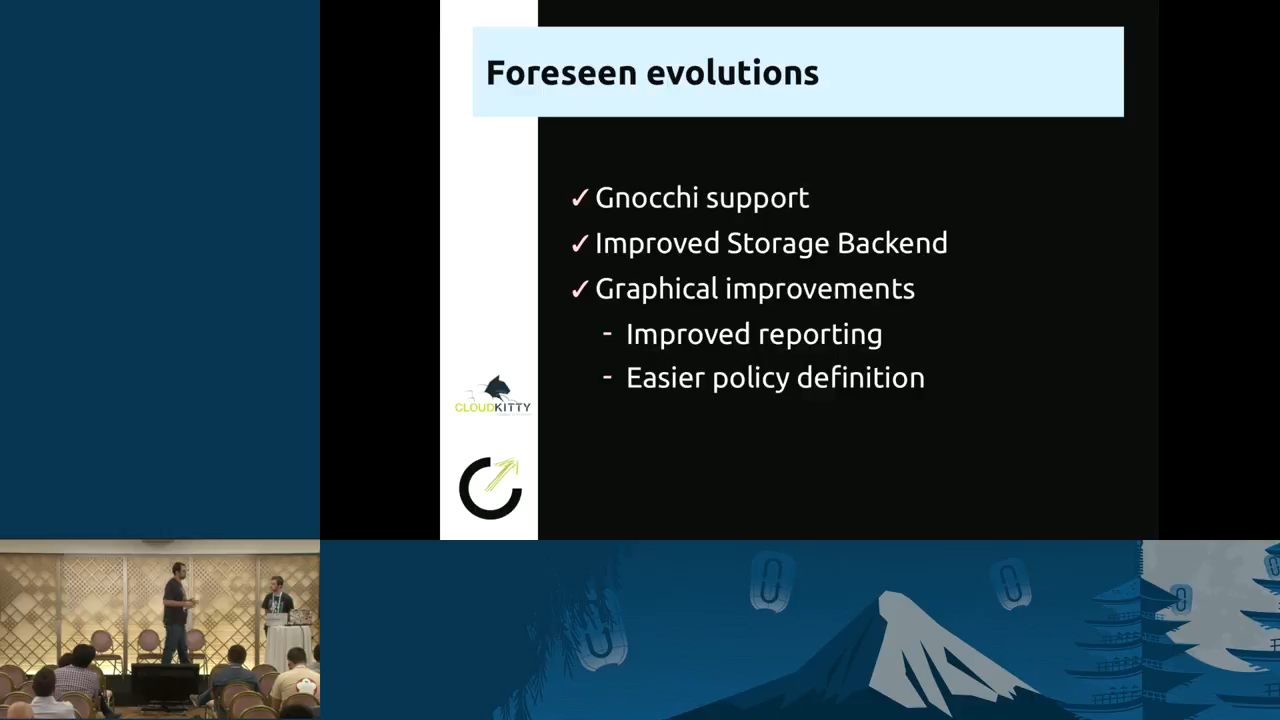 Foreseen evolutions
✓Gnocchi support
✓Improved Storage Backend
✓Graphical improvements
- Improved reporting
- Easier policy definition
CLOUDKITTY